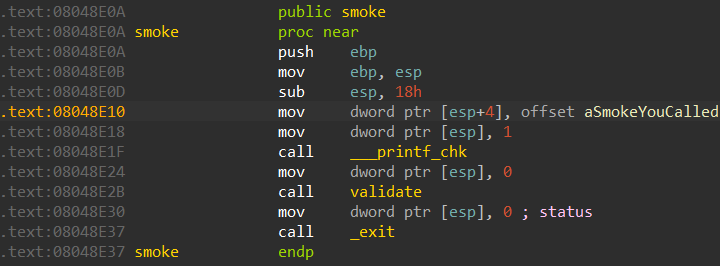 .text:08048E0A public smoke
.text:08048E0A smoke proc near
.text:08048E0A push ebp
.text:08048E0B mov ebp, esp
.text:08048E0D sub esp, 18h
.text:08048E10 mov dword ptr [esp+4], offset aSmokeYouCalled
.text:08048E18 mov dword ptr [esp], 1
.text:08048E1F call ___printf_chk
.text:08048E24 mov dword ptr [esp], 0
.text:08048E2B call validate
.text:08048E30 mov dword ptr [esp], 0 ; status
.text:08048E37 call _exit
.text:08048E37 smoke endp